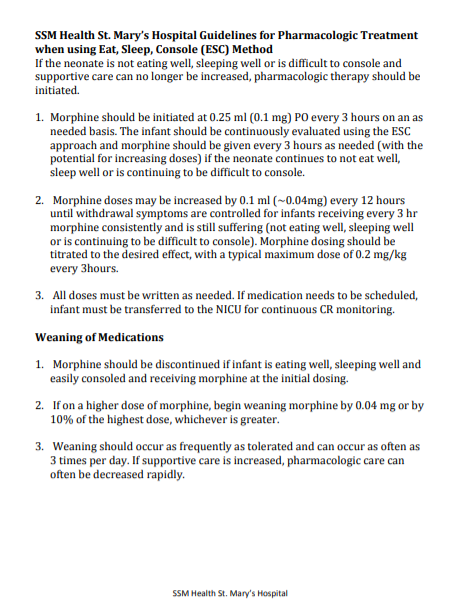 SSM Health St. Mary’s Hospital Guidelines for Pharmacologic Treatment
when using Eat, Sleep, Console (ESC) Method
If the neonate is not eating well, sleeping well or is difficult to console and
supportive care can no longer be increased, pharmacologic therapy should be
initiated.
1. Morphine should be initiated at 0.25 ml (0.1 mg) PO every 3 hours on an as
needed basis. The infant should be continuously evaluated using the ESC
approach and morphine should be given every 3 hours as needed (with the
potential for increasing doses) if the neonate continues to not eat well,
sleep well or is continuing to be difficult to console.
2. Morphine doses may be increased by 0.1 ml (~0.04mg) every 12 hours
until withdrawal symptoms are controlled for infants receiving every 3 hr
morphine consistently and is still suffering (not eating well, sleeping well
or is continuing to be difficult to console). Morphine dosing should be
titrated to the desired effect, with a typical maximum dose of 0.2 mg/kg
every 3hours.
3. All doses must be written as needed. If medication needs to be scheduled,
infant must be transferred to the NICU for continuous CR monitoring.
Weaning of Medications
1. Morphine should be discontinued if infant is eating well, sleeping well and
easily consoled and receiving morphine at the initial dosing.
2. If on a higher dose of morphine, begin weaning morphine by 0.04 mg or by
10% of the highest dose, whichever is greater.
3. Weaning should occur as frequently as tolerated and can occur as often as
3 times per day. If supportive care is increased, pharmacologic care can
often be decreased rapidly.
SSM Health St. Mary’s Hospital